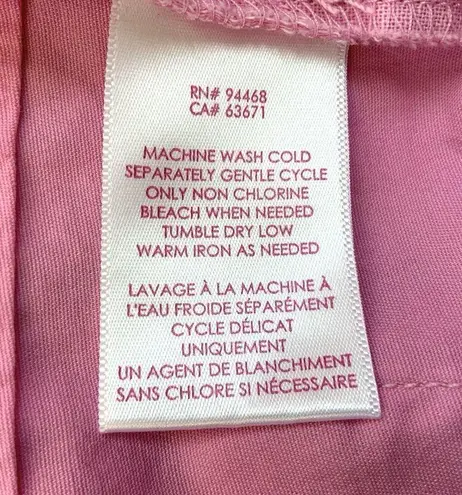 RN# 94468
CA# 63671
MACHINE WASH COLD
SEPARATELY GENTLE CYCLE
ONLY NON CHLORINE
BLEACH WHEN NEEDED
TUMBLE DRY LOW
WARM IRON AS NEEDED
LAVAGE À LA MACHINE À
L'EAU FROIDE SÉPARÉMENT
CYCLE DÉLICAT
UNIQUEMENT
UN AGENT DE BLANCHIMENT
SANS CHLORE SI NÉCESSAIRE